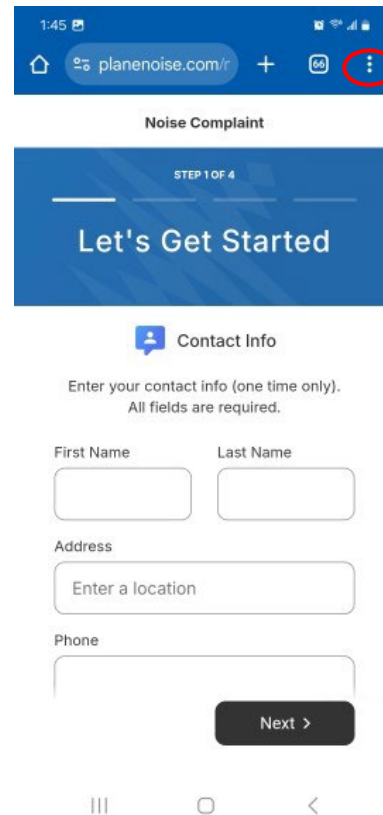 1:45
planenoise.com/r
66
Noise Complaint
STEP 1 OF 4
Let's Get Started
Contact Info
Enter your contact info (one time only).
All fields are required.
First Name Last Name
Address
Enter a location
Phone
Next >